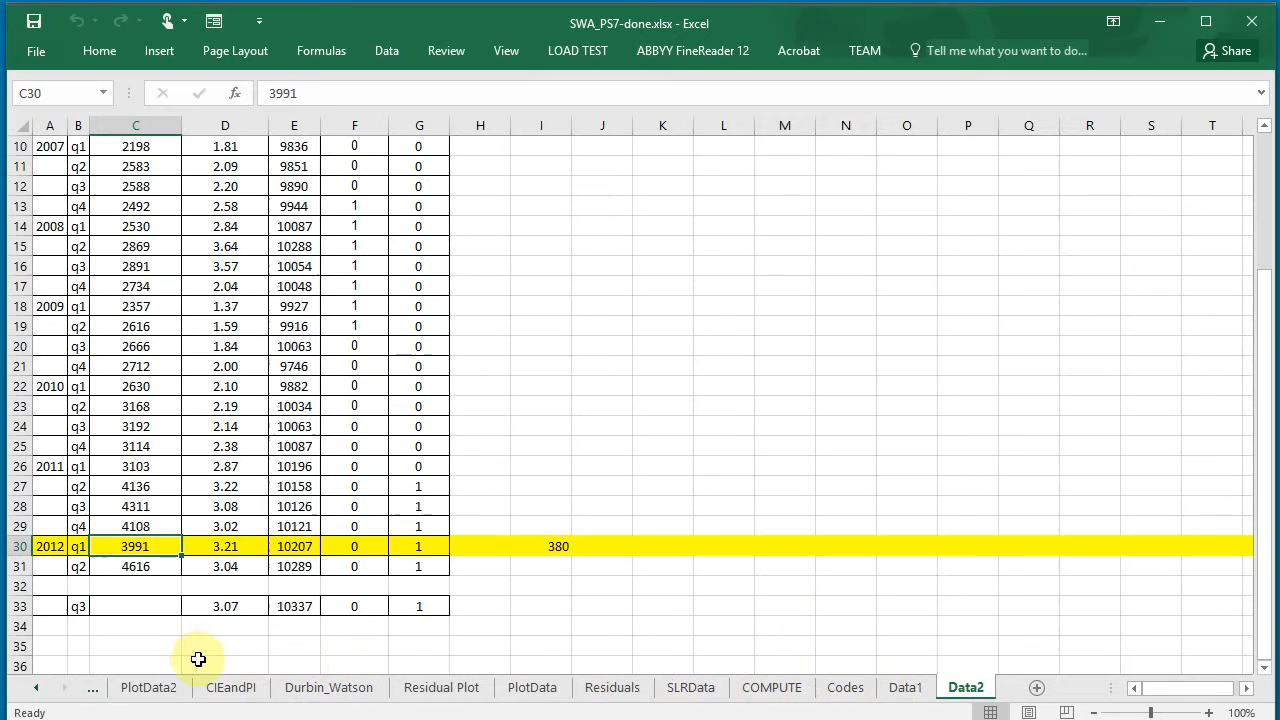 SWA_PS7-done.xlsx - Excel
File Home Insert Page Layout Formulas Data Review View LOAD TEST ABBYY FineReader 12 Acrobat TEAM Tell me what you want to do... Share
C30 fx 3991
A B C D E F G H I J K L M N O P Q R S T
10 2007 q1 2198 1.81 9836 0 0
11 q2 2583 2.09 9851 0 0
12 q3 2588 2.20 9890 0 0
13 q4 2492 2.58 9944 1 0
14 2008 q1 2530 2.84 10087 1 0
15 q2 2869 3.64 10288 1 0
16 q3 2891 3.57 10054 1 0
17 q4 2734 2.04 10048 1 0
18 2009 q1 2357 1.37 9927 1 0
19 q2 2616 1.59 9916 1 0
20 q3 2666 1.84 10063 0 0
21 q4 2712 2.00 9746 0 0
22 2010 q1 2630 2.10 9882 0 0
23 q2 3168 2.19 10034 0 0
24 q3 3192 2.14 10063 0 0
25 q4 3114 2.38 10087 0 0
26 2011 q1 3103 2.87 10196 0 0
27 q2 4136 3.22 10158 0 1
28 q3 4311 3.08 10126 0 1
29 q4 4108 3.02 10121 0 1
30 2012 q1 3991 3.21 10207 0 1 380
31 q2 4616 3.04 10289 0 1
32
33 q3 3.07 10337 0 1
34
35
36
... PlotData2 CIEandPI Durbin_Watson Residual Plot PlotData Residuals SLRData COMPUTE Codes Data1 Data2
Ready 100%